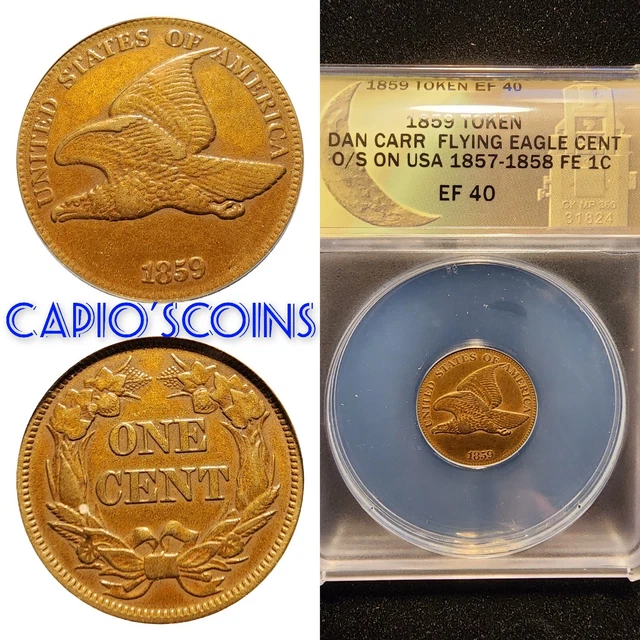 UNITED STATES OF AMERICA
1859
CAPIO'SCOINS
ONE
CENT
1859 TOKEN EF 40
1859 TOKEN
DAN CARR FLYING EAGLE CENT
O/S ON USA 1857-1858 FE 1C
EF 40
31824
UNITED STATES OF AMERICA
1859